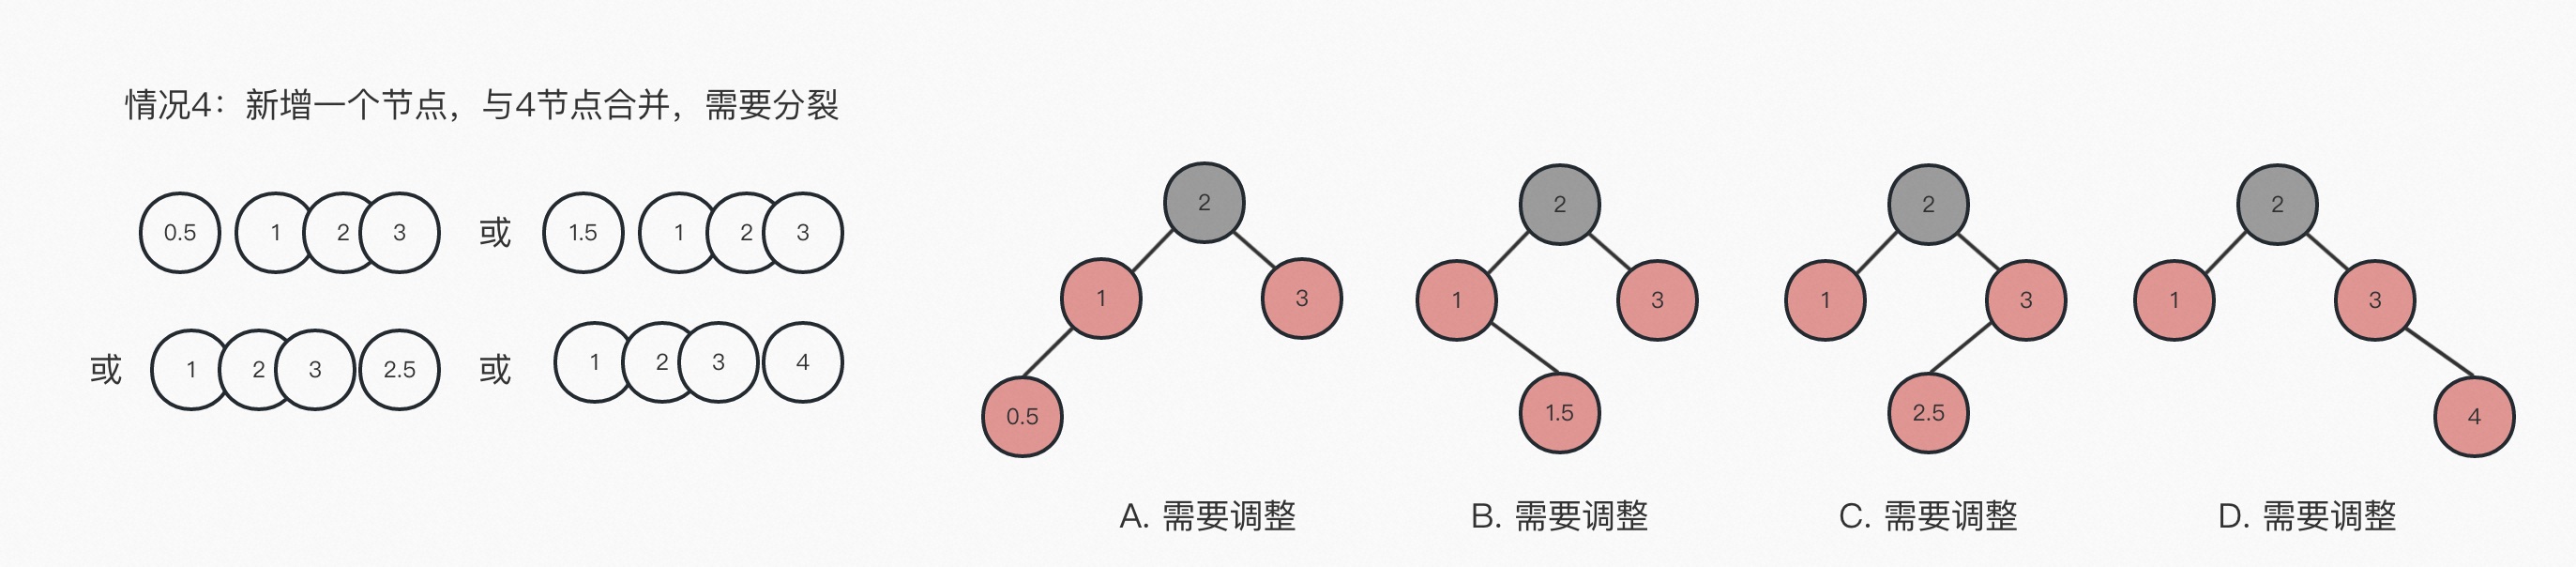 情况4：新增一个节点，与4节点合并，需要分裂
0.5 1 2 3 或 1.5 1 2 3
或 1 2 3 2.5 或 1 2 3 4
2 2 2 2
1 3 1 3 1 3 1 3
0.5 1.5 2.5 4
A. 需要调整 B. 需要调整 C. 需要调整 D. 需要调整